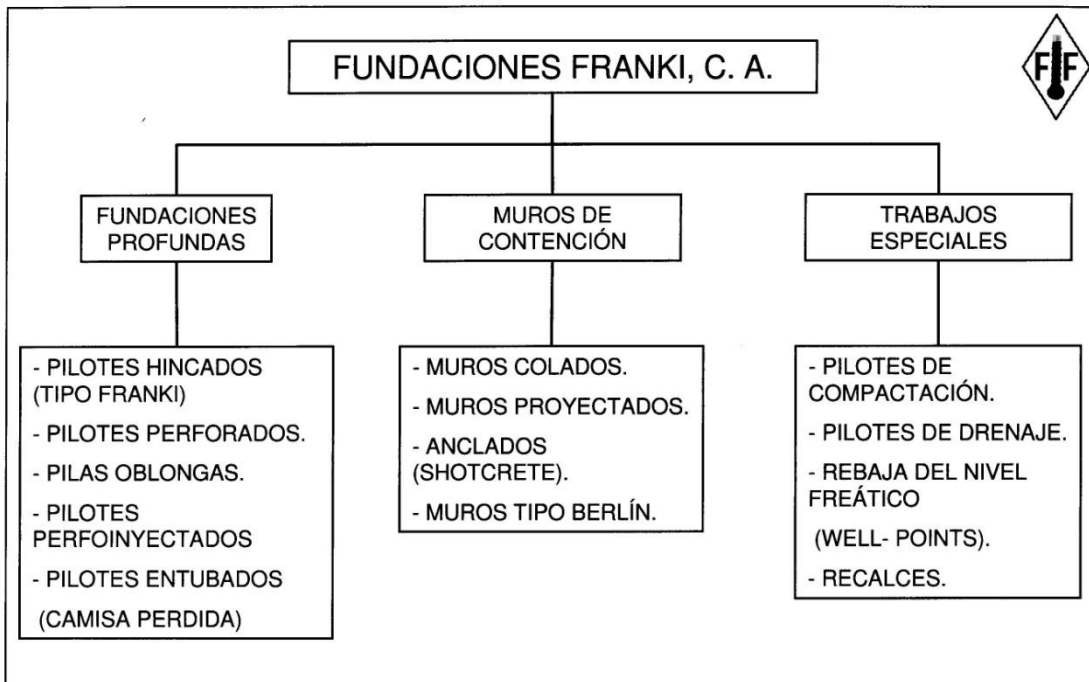 FUNDACIONES FRANKI, C. A.
F F
FUNDACIONES
PROFUNDAS
- PILOTES HINCADOS
(TIPO FRANKI)
- PILOTES PERFORADOS.
- PILAS OBLONGAS.
- PILOTES
PERFOINYECTADOS
- PILOTES ENTUBADOS
(CAMISA PERDIDA)
MUROS DE
CONTENCIÓN
- MUROS COLADOS.
- MUROS PROYECTADOS.
- ANCLADOS
(SHOTCRETE).
- MUROS TIPO BERLÍN.
TRABAJOS
ESPECIALES
- PILOTES DE
COMPACTACIÓN.
- PILOTES DE DRENAJE.
- REBAJA DEL NIVEL
FREÁTICO
(WELL- POINTS).
- RECALCES.